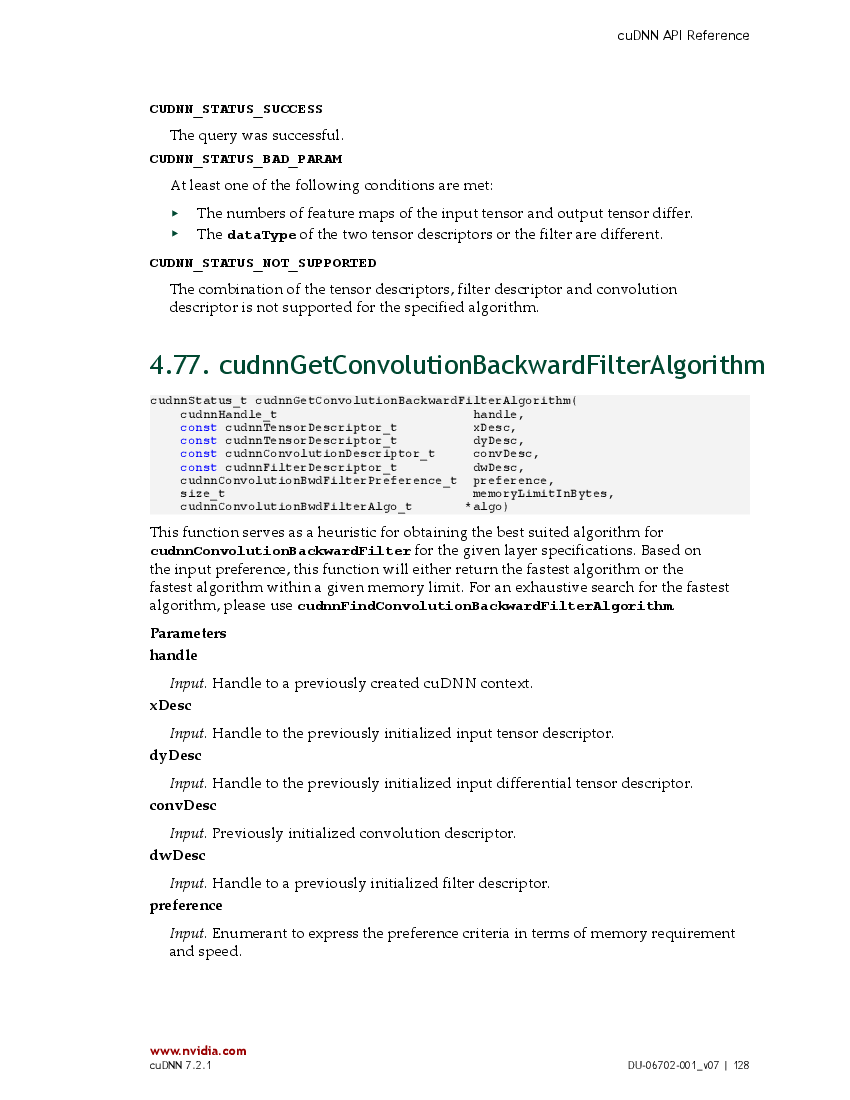 cuDNN API Reference
CUDNN_STATUS_SUCCESS
The query was successful.
CUDNN_STATUS_BAD_PARAM
At least one of the following conditions are met:
▸ The numbers of feature maps of the input tensor and output tensor differ.
▸ The dataType of the two tensor descriptors or the filter are different.
CUDNN_STATUS_NOT_SUPPORTED
The combination of the tensor descriptors, filter descriptor and convolution
descriptor is not supported for the specified algorithm.
4.77. cudnnGetConvolutionBackwardFilterAlgorithm
cudnnStatus_t cudnnGetConvolutionBackwardFilterAlgorithm(
    cudnnHandle_t                          handle,
    const cudnnTensorDescriptor_t          xDesc,
    const cudnnTensorDescriptor_t          dyDesc,
    const cudnnConvolutionDescriptor_t     convDesc,
    const cudnnFilterDescriptor_t          dwDesc,
    cudnnConvolutionBwdFilterPreference_t  preference,
    size_t                                 memoryLimitInBytes,
    cudnnConvolutionBwdFilterAlgo_t       *algo)
This function serves as a heuristic for obtaining the best suited algorithm for
cudnnConvolutionBackwardFilter for the given layer specifications. Based on
the input preference, this function will either return the fastest algorithm or the
fastest algorithm within a given memory limit. For an exhaustive search for the fastest
algorithm, please use cudnnFindConvolutionBackwardFilterAlgorithm.
Parameters
handle
Input. Handle to a previously created cuDNN context.
xDesc
Input. Handle to the previously initialized input tensor descriptor.
dyDesc
Input. Handle to the previously initialized input differential tensor descriptor.
convDesc
Input. Previously initialized convolution descriptor.
dwDesc
Input. Handle to a previously initialized filter descriptor.
preference
Input. Enumerant to express the preference criteria in terms of memory requirement
and speed.
www.nvidia.com
cuDNN 7.2.1
DU-06702-001_v07 | 128